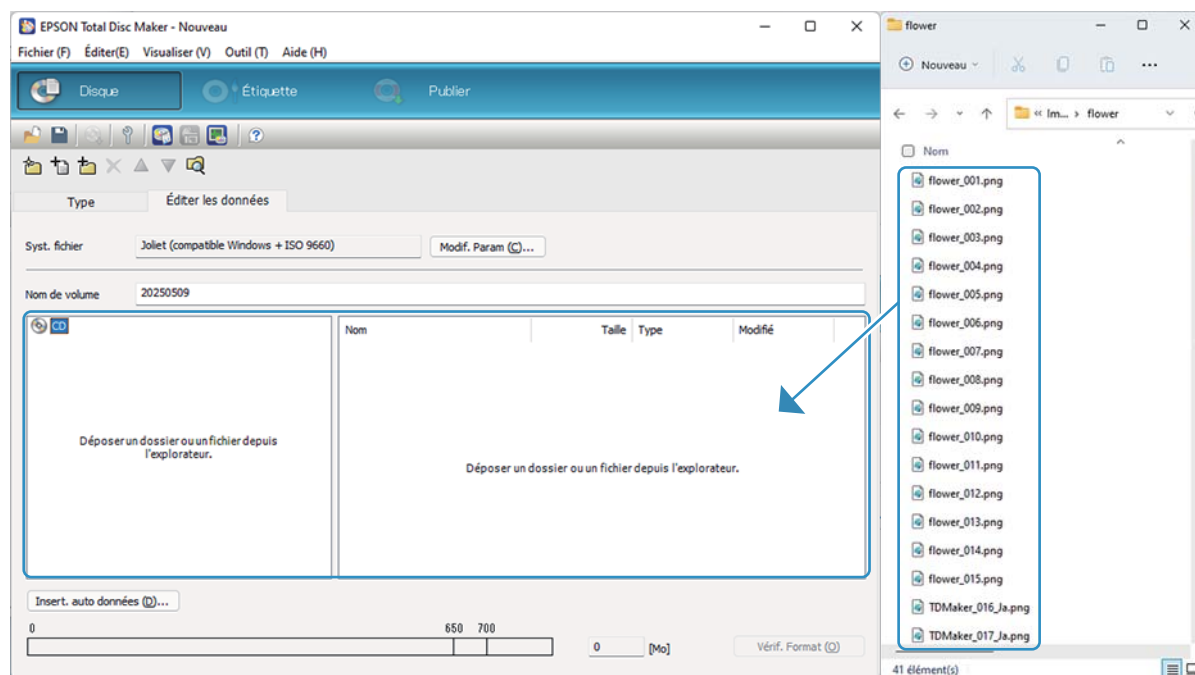 EPSON Total Disc Maker - Nouveau
Fichier (F) Éditer(E) Visualiser (V) Outil (T) Aide (H)
Disque Étiquette Publier
Type Éditer les données
Syst. fichier Joliet (compatible Windows + ISO 9660) Modif. Param (C)...
Nom de volume 20250509
CD
Déposer un dossier ou un fichier depuis
l'explorateur.
Nom Taille Type Modifié
Déposer un dossier ou un fichier depuis l'explorateur.
Insert. auto données (D)...
0 650 700
0 [Mo] Vérif. Format (O)
flower
Nouveau
« Im... > flower
Nom
flower_001.png
flower_002.png
flower_003.png
flower_004.png
flower_005.png
flower_006.png
flower_007.png
flower_008.png
flower_009.png
flower_010.png
flower_011.png
flower_012.png
flower_013.png
flower_014.png
flower_015.png
TDMaker_016_Ja.png
TDMaker_017_Ja.png
41 élément(s)